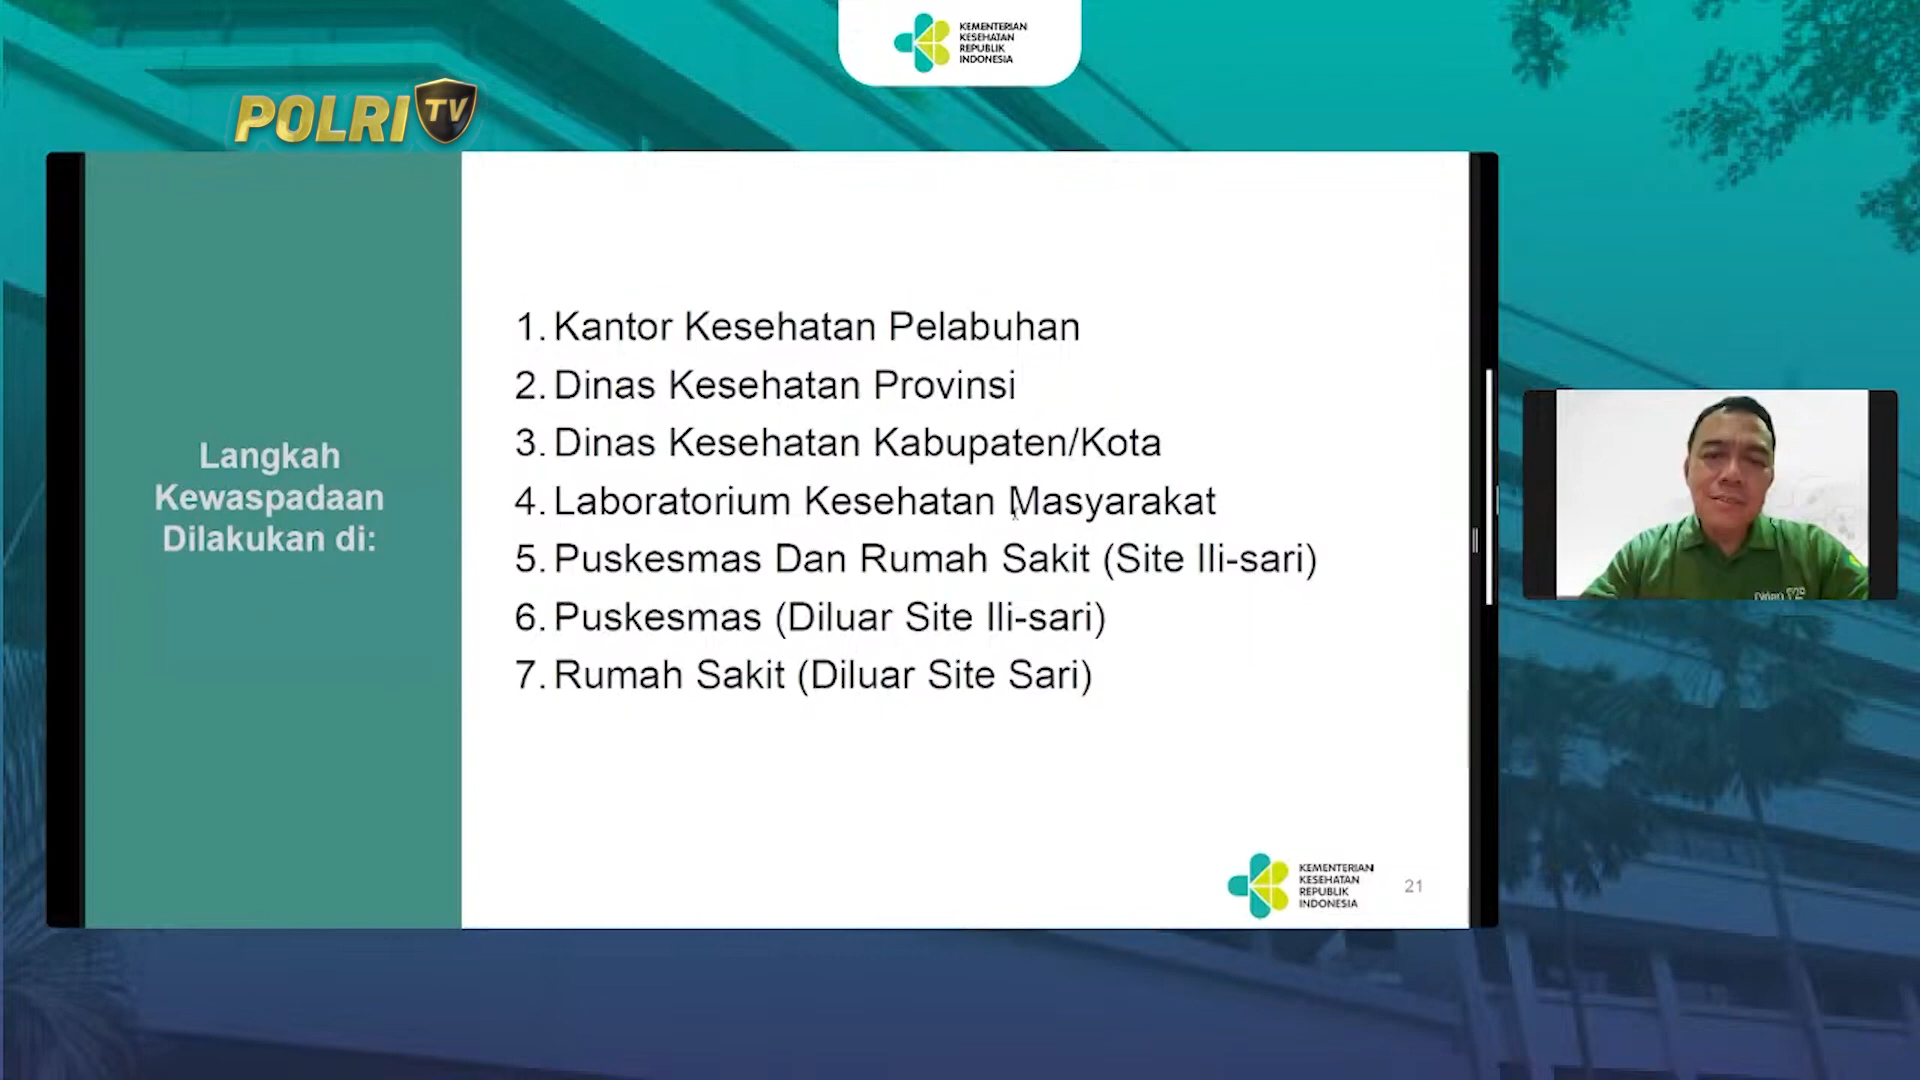 KEMENTERIAN
KESEHATAN
REPUBLIK
INDONESIA
POLRI TV
Langkah
Kewaspadaan
Dilakukan di:
1. Kantor Kesehatan Pelabuhan
2. Dinas Kesehatan Provinsi
3. Dinas Kesehatan Kabupaten/Kota
4. Laboratorium Kesehatan Masyarakat
5. Puskesmas Dan Rumah Sakit (Site Ili-sari)
6. Puskesmas (Diluar Site Ili-sari)
7. Rumah Sakit (Diluar Site Sari)
KEMENTERIAN
KESEHATAN
REPUBLIK
INDONESIA
21